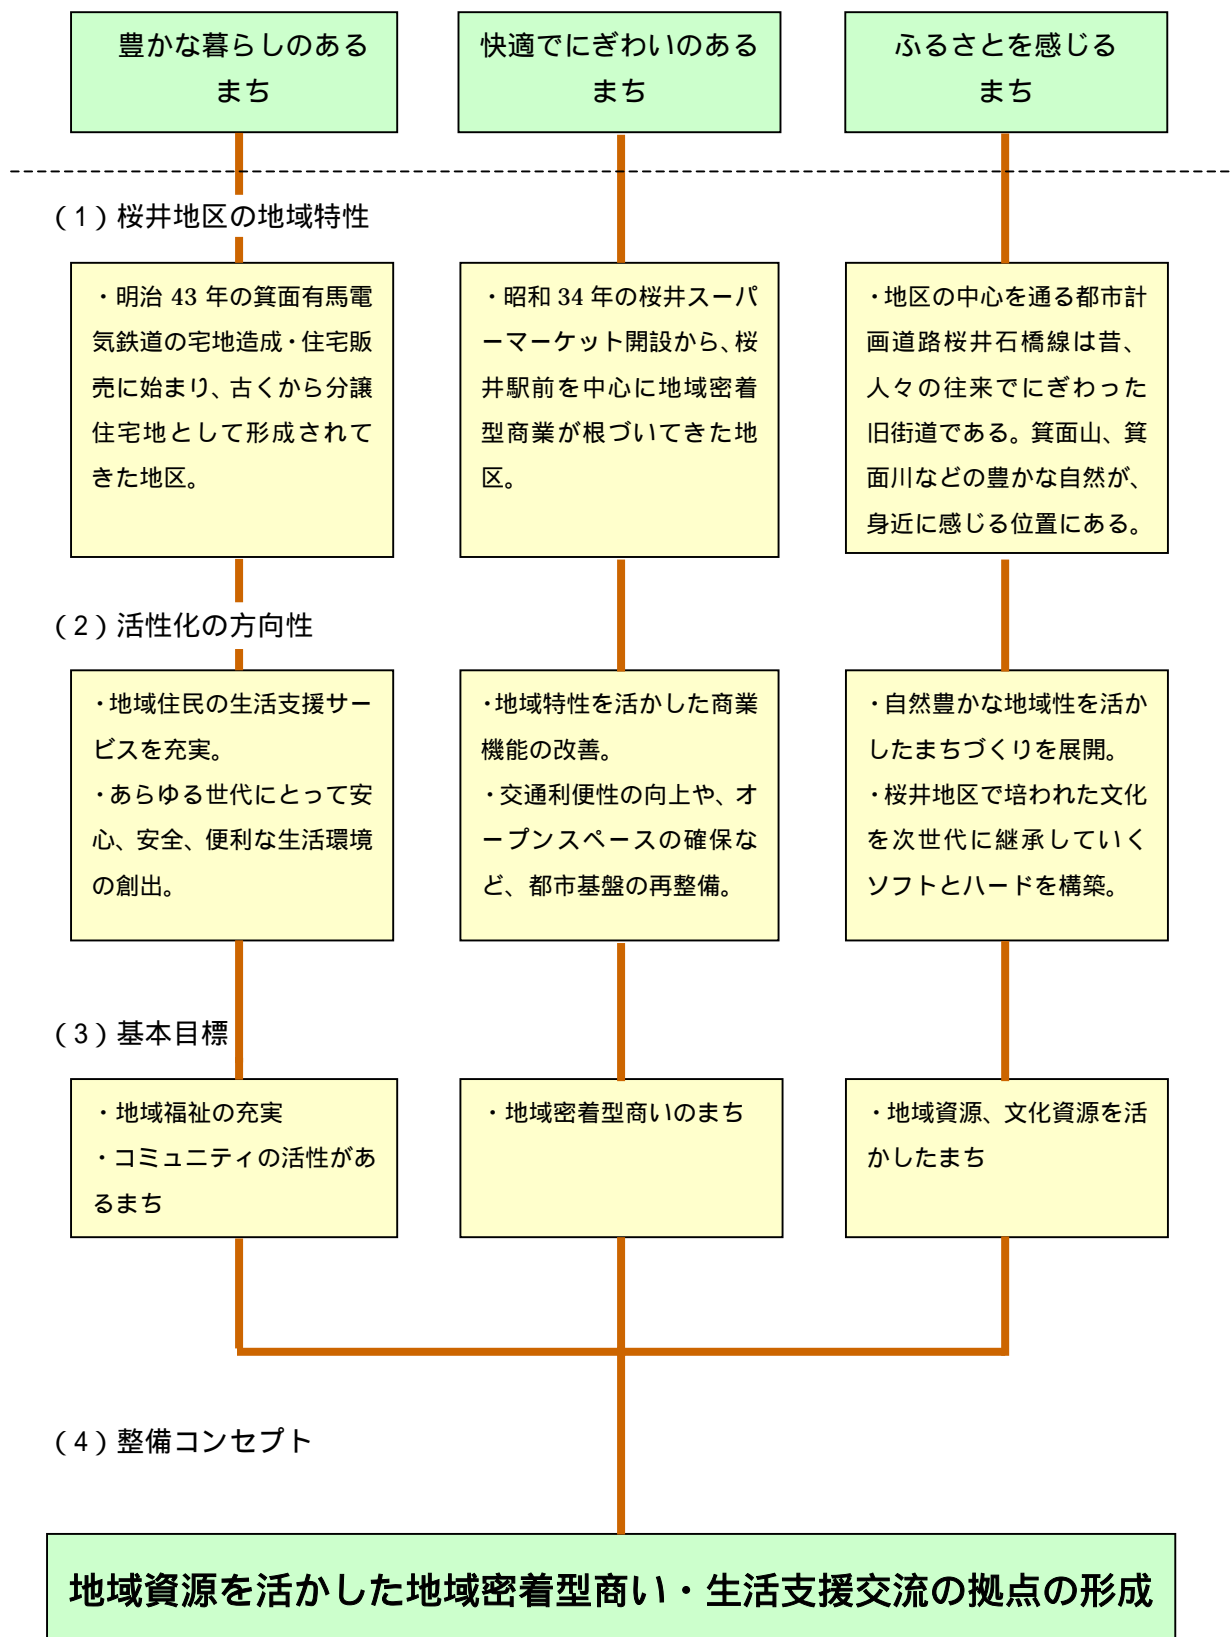 豊かな暮らしのある
まち
快適でにぎわいのある
まち
ふるさとを感じる
まち
（1）桜井地区の地域特性
・明治 43 年の箕面有馬電
気鉄道の宅地造成・住宅販
売に始まり、古くから分譲
住宅地として形成されて
きた地区。
・昭和 34 年の桜井スーパ
ーマーケット開設から、桜
井駅前を中心に地域密着
型商業が根づいてきた地
区。
・地区の中心を通る都市計
画道路桜井石橋線は昔、
人々の往来でにぎわった
旧街道である。箕面山、箕
面川などの豊かな自然が、
身近に感じる位置にある。
（2）活性化の方向性
・地域住民の生活支援サー
ビスを充実。
・あらゆる世代にとって安
心、安全、便利な生活環境
の創出。
・地域特性を活かした商業
機能の改善。
・交通利便性の向上や、オ
ープンスペースの確保な
ど、都市基盤の再整備。
・自然豊かな地域性を活か
したまちづくりを展開。
・桜井地区で培われた文化
を次世代に継承していく
ソフトとハードを構築。
（3）基本目標
・地域福祉の充実
・コミュニティの活性があ
るまち
・地域密着型商いのまち
・地域資源、文化資源を活
かしたまち
（4）整備コンセプト
地域資源を活かした地域密着型商い・生活支援交流の拠点の形成